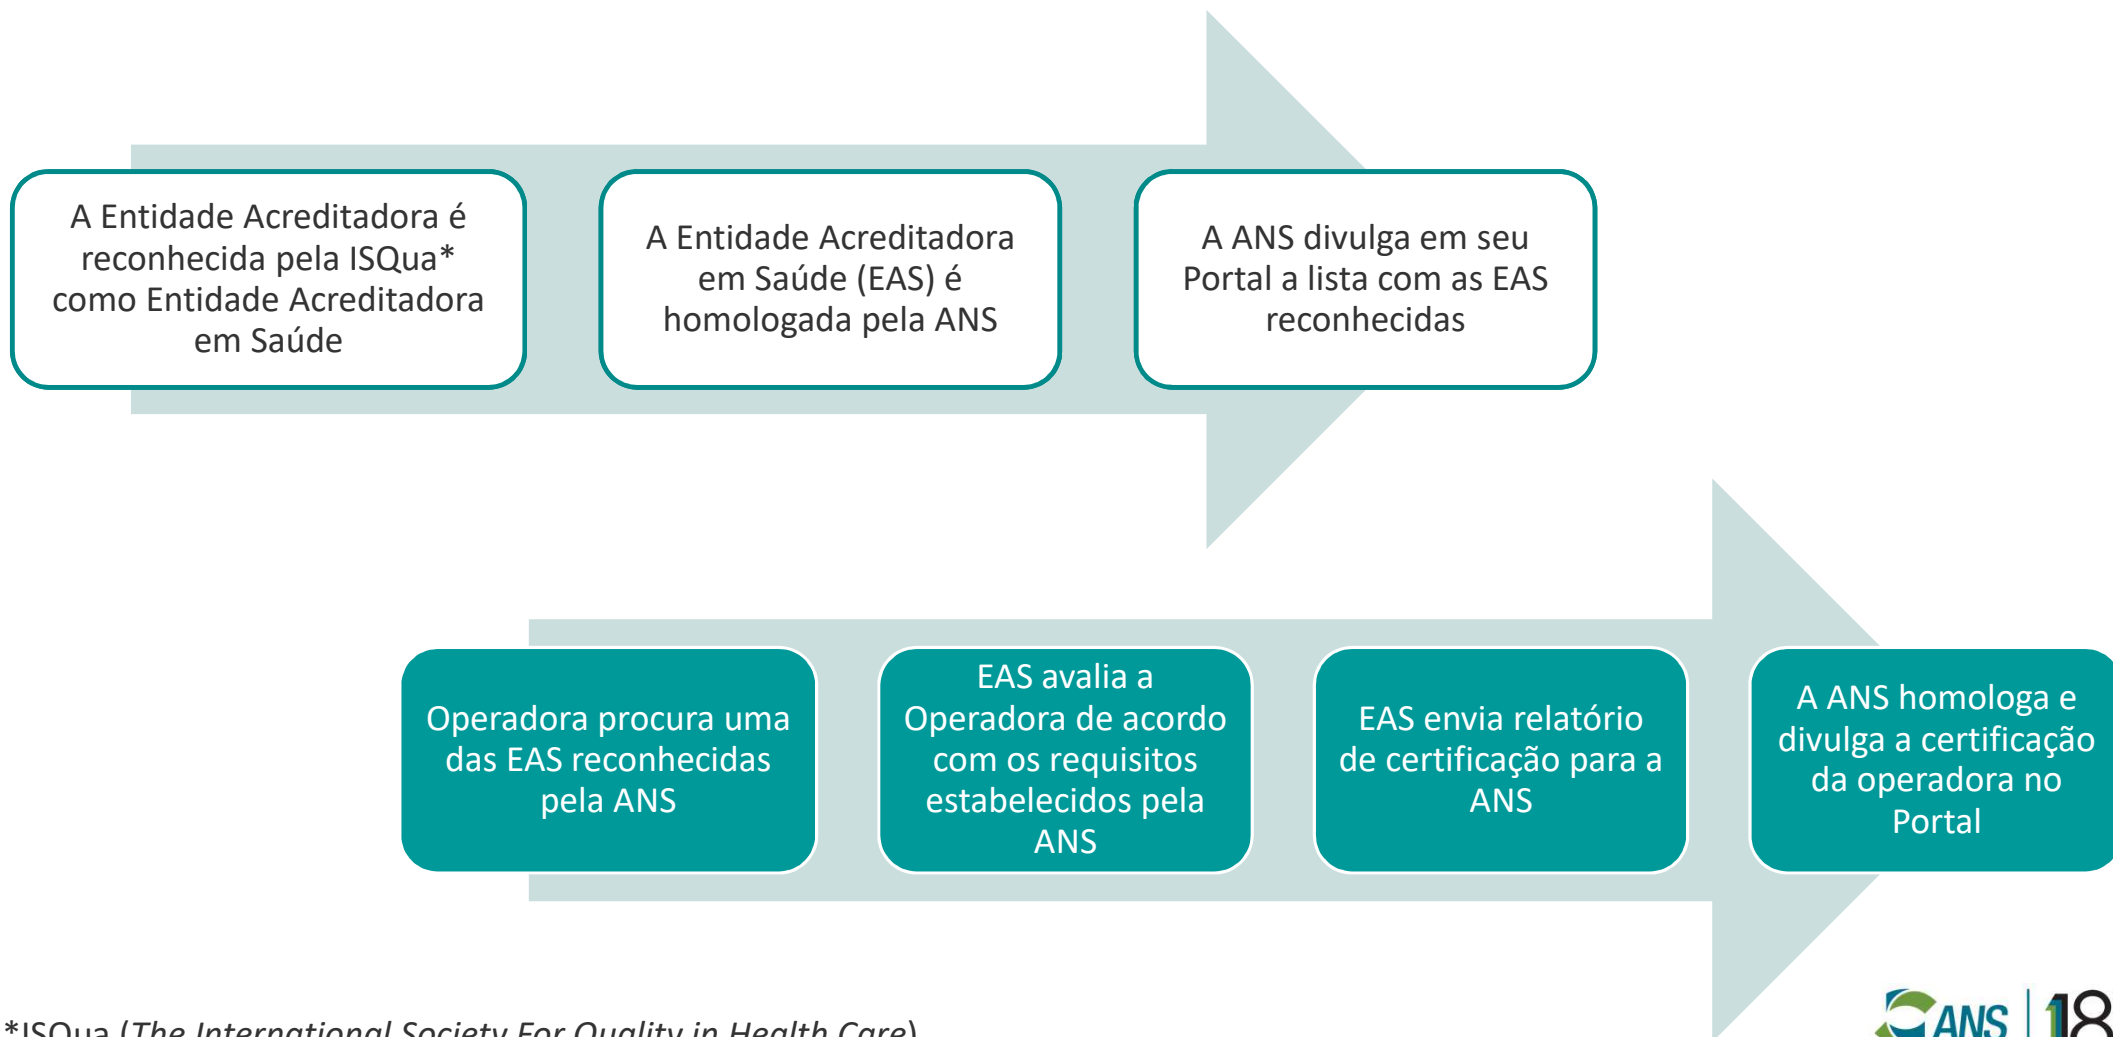 A Entidade Acreditadora é
reconhecida pela ISQua*
como Entidade Acreditadora
em Saúde
A Entidade Acreditadora
em Saúde (EAS) é
homologada pela ANS
A ANS divulga em seu
Portal a lista com as EAS
reconhecidas
Operadora procura uma
das EAS reconhecidas
pela ANS
EAS avalia a
Operadora de acordo
com os requisitos
estabelecidos pela
ANS
EAS envia relatório
de certificação para a
ANS
A ANS homologa e
divulga a certificação
da operadora no
Portal
*ISQua (The International Society For Quality in Health Care)
ANS 18